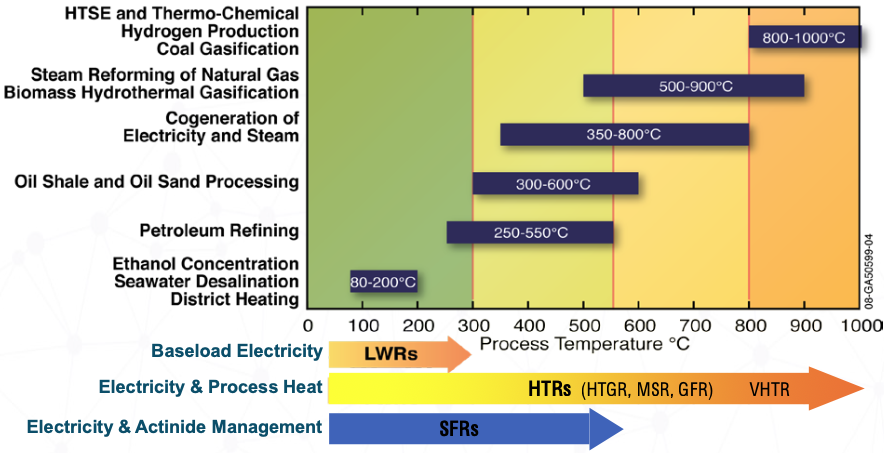 HTSE and Thermo-Chemical
Hydrogen Production
Coal Gasification
800-1000°C
Steam Reforming of Natural Gas
Biomass Hydrothermal Gasification
500-900°C
Cogeneration of
Electricity and Steam
350-800°C
Oil Shale and Oil Sand Processing
300-600°C
Petroleum Refining
250-550°C
Ethanol Concentration
Seawater Desalination
District Heating
80-200°C
08-GA50599-04
0 100 200 300 400 500 600 700 800 900 1000
Process Temperature °C
Baseload Electricity
LWRs
Electricity & Process Heat
HTRs (HTGR, MSR, GFR) VHTR
Electricity & Actinide Management
SFRs